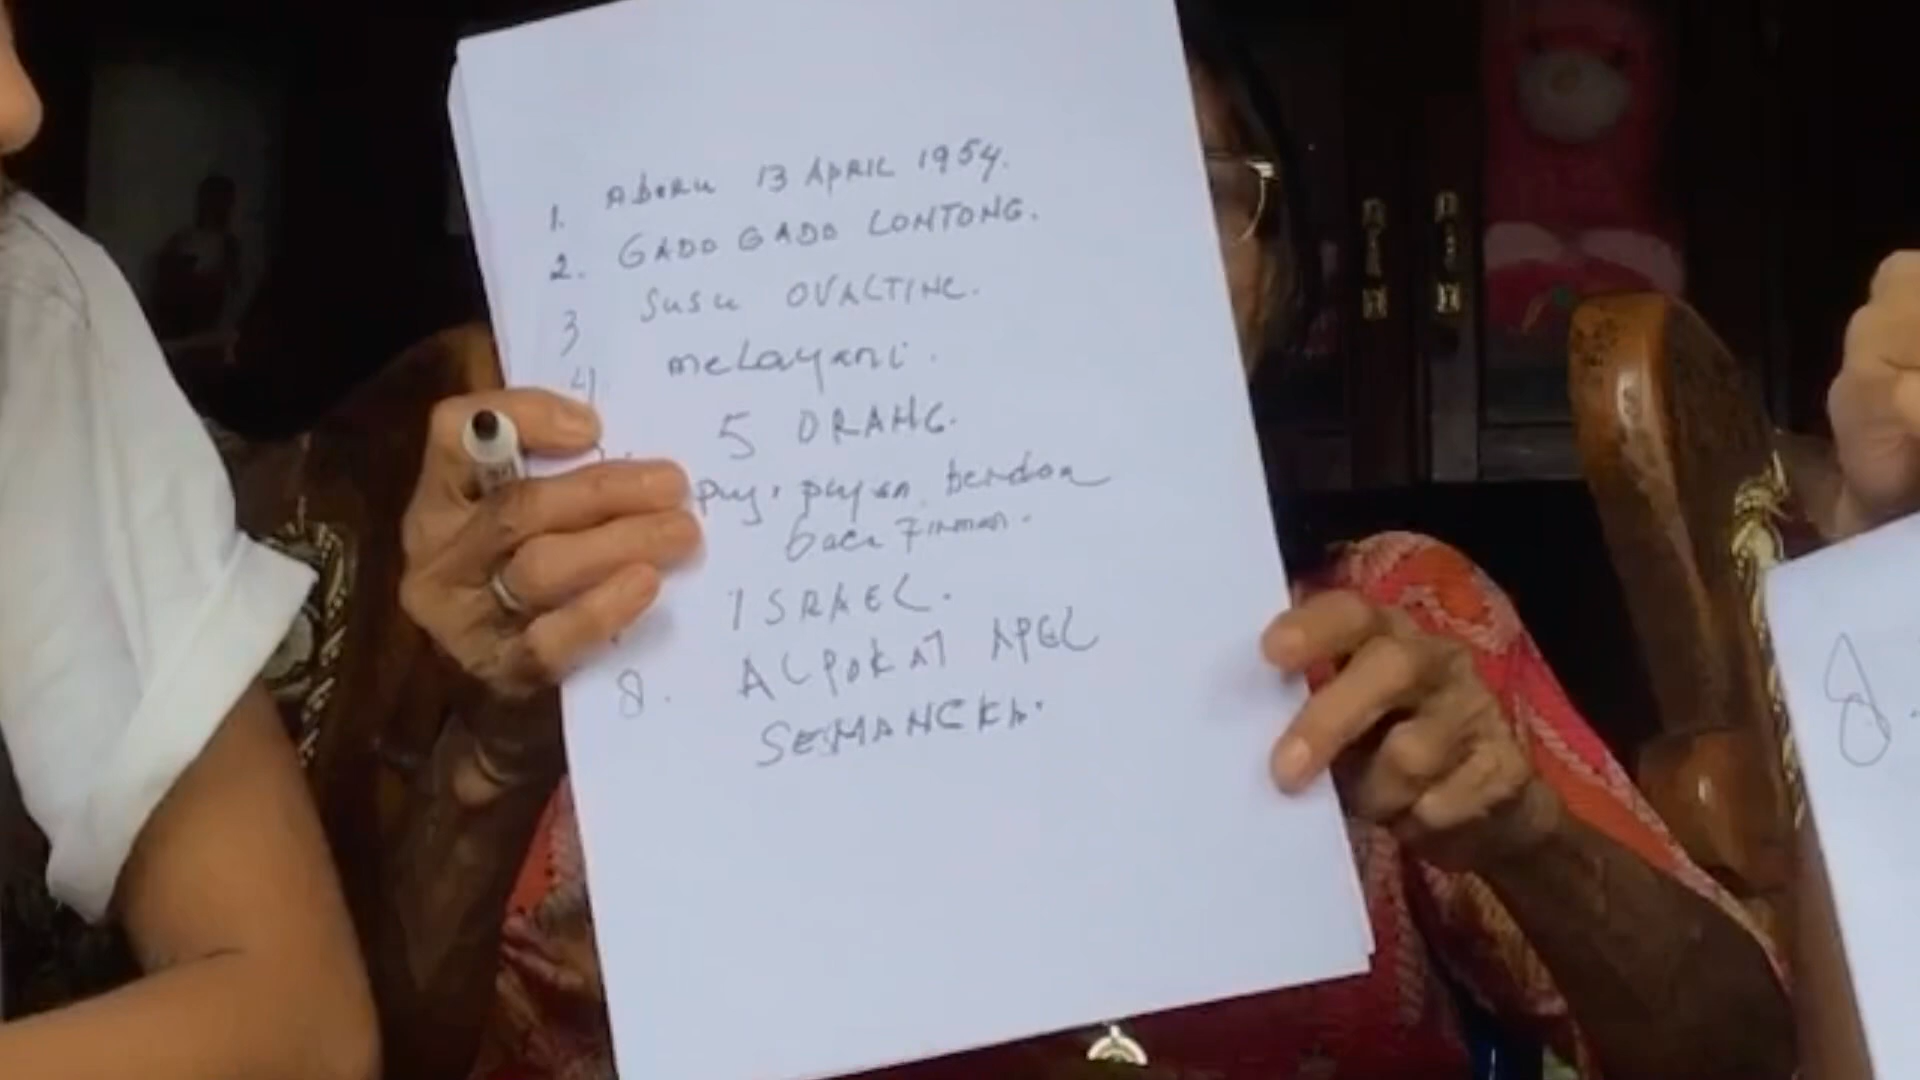 1. Aboru 13 APRIL 1954.
2. GADO GADO LONTONG.
3 Susu OVALTINE.
4 meLayani.
5 ORANG.
puji pujian, berdoa
baca Firman.
ISRAEL.
8. ALPOKAT APEL
SEMANGKA.
8.